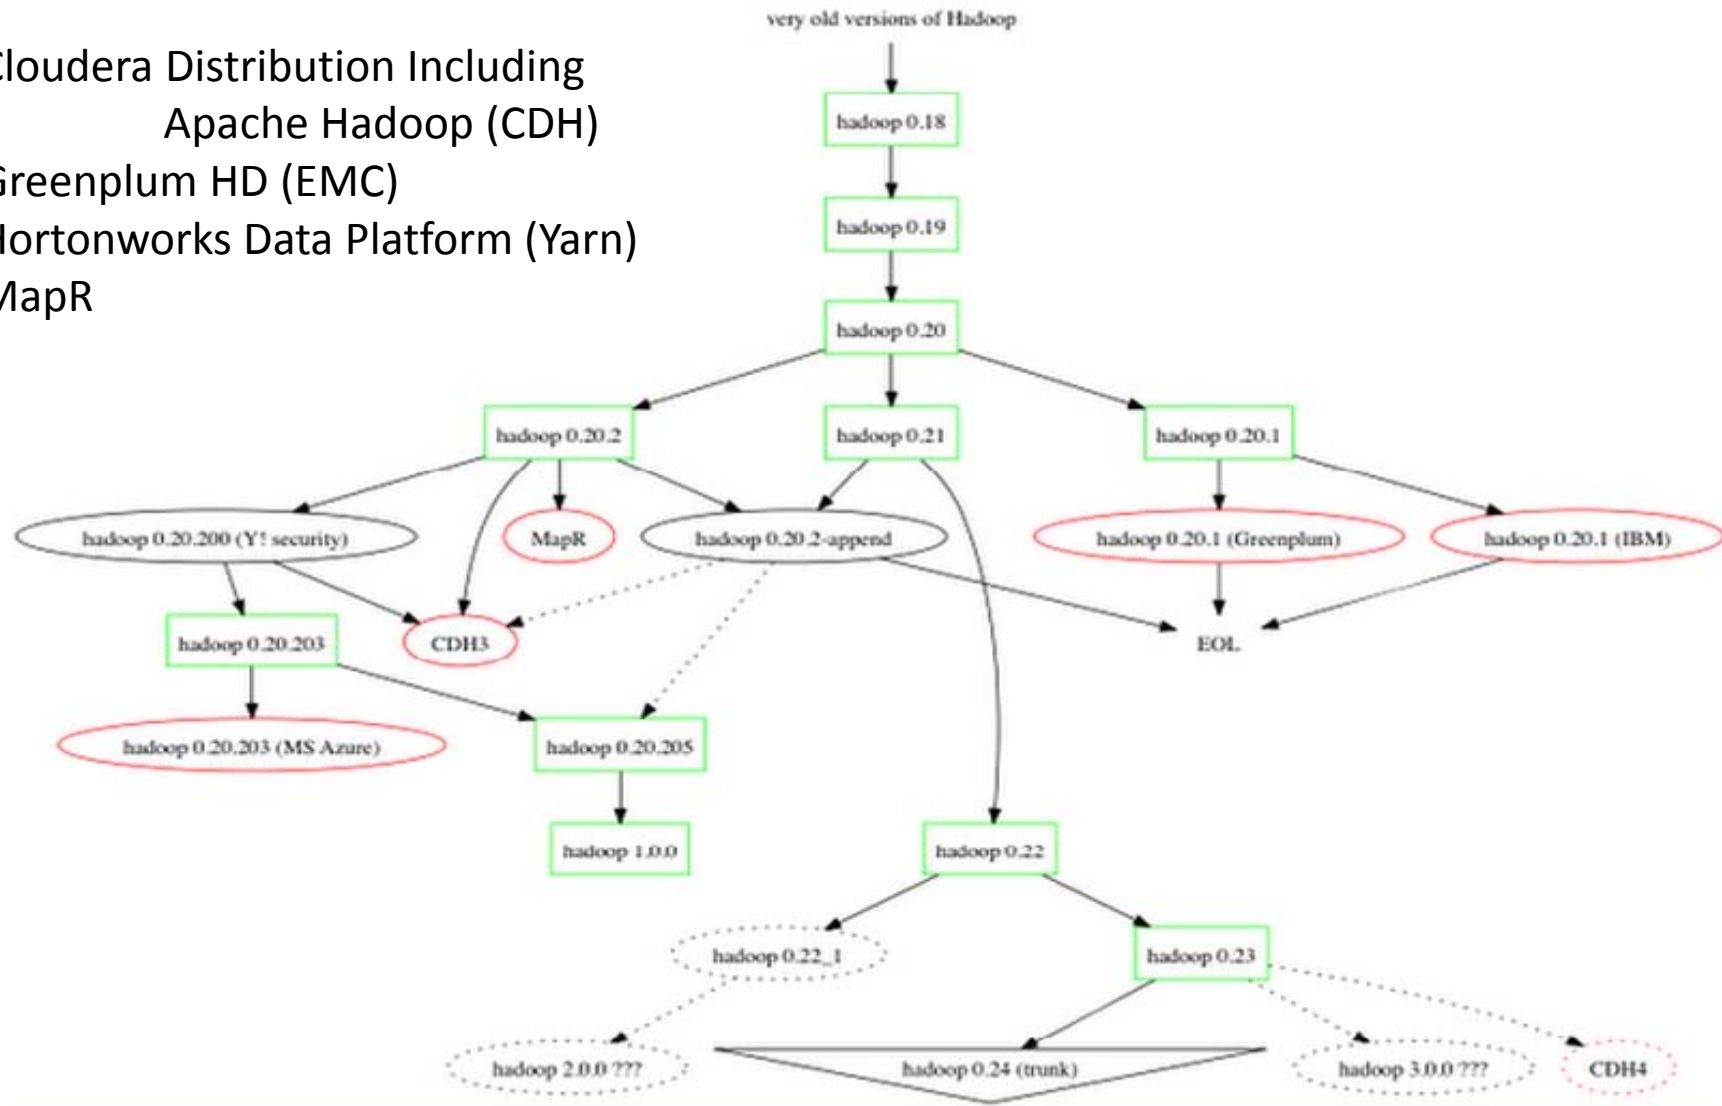 very old versions of Hadoop
Cloudera Distribution Including
Apache Hadoop (CDH)
Greenplum HD (EMC)
Hortonworks Data Platform (Yarn)
MapR
hadoop 0.18
hadoop 0.19
hadoop 0.20
hadoop 0.20.2
hadoop 0.21
hadoop 0.20.1
hadoop 0.20.200 (Y! security)
MapR
hadoop 0.20.2-append
hadoop 0.20.1 (Greenplum)
hadoop 0.20.1 (IBM)
hadoop 0.20.203
CDH3
EOL
hadoop 0.20.203 (MS Azure)
hadoop 0.20.205
hadoop 1.0.0
hadoop 0.22
hadoop 0.22_1
hadoop 0.23
hadoop 2.0.0 ???
hadoop 0.24 (trunk)
hadoop 3.0.0 ???
CDH4